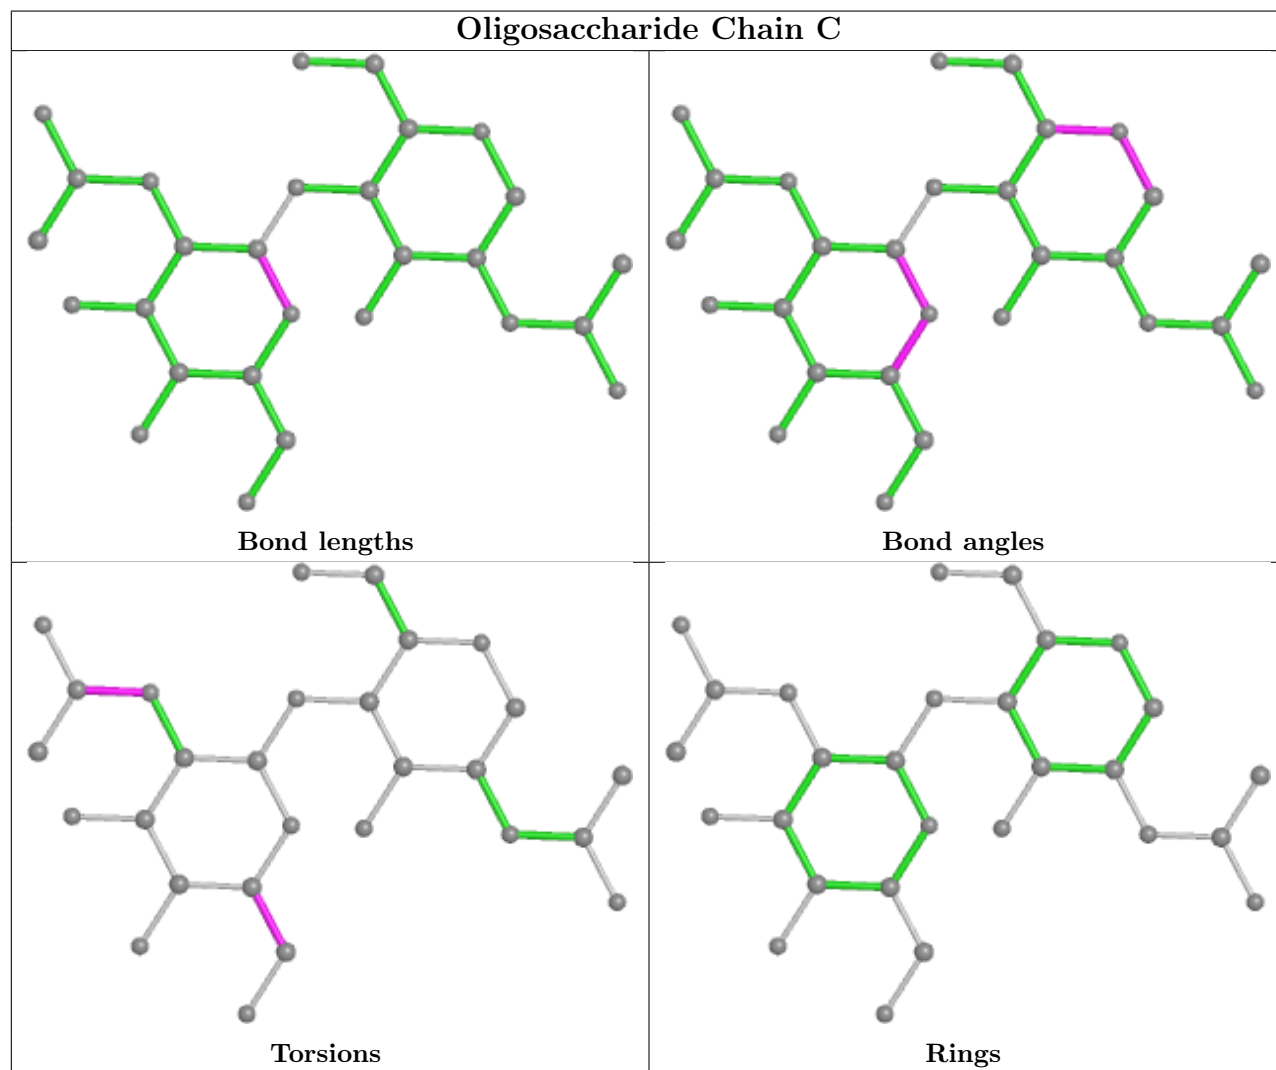 Oligosaccharide Chain C
Bond lengths
Bond angles
Torsions
Rings